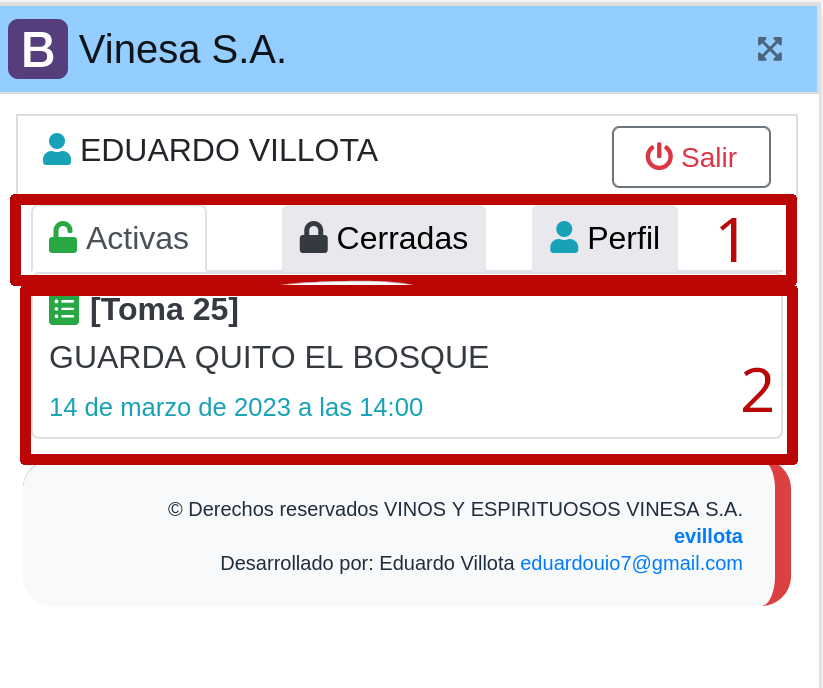 B Vinesa S.A.
EDUARDO VILLOTA
Salir
Activas Cerradas Perfil 1
[Toma 25]
GUARDA QUITO EL BOSQUE
14 de marzo de 2023 a las 14:00
2
© Derechos reservados VINOS Y ESPIRITUOSOS VINESA S.A.
evillota
Desarrollado por: Eduardo Villota eduardouio7@gmail.com